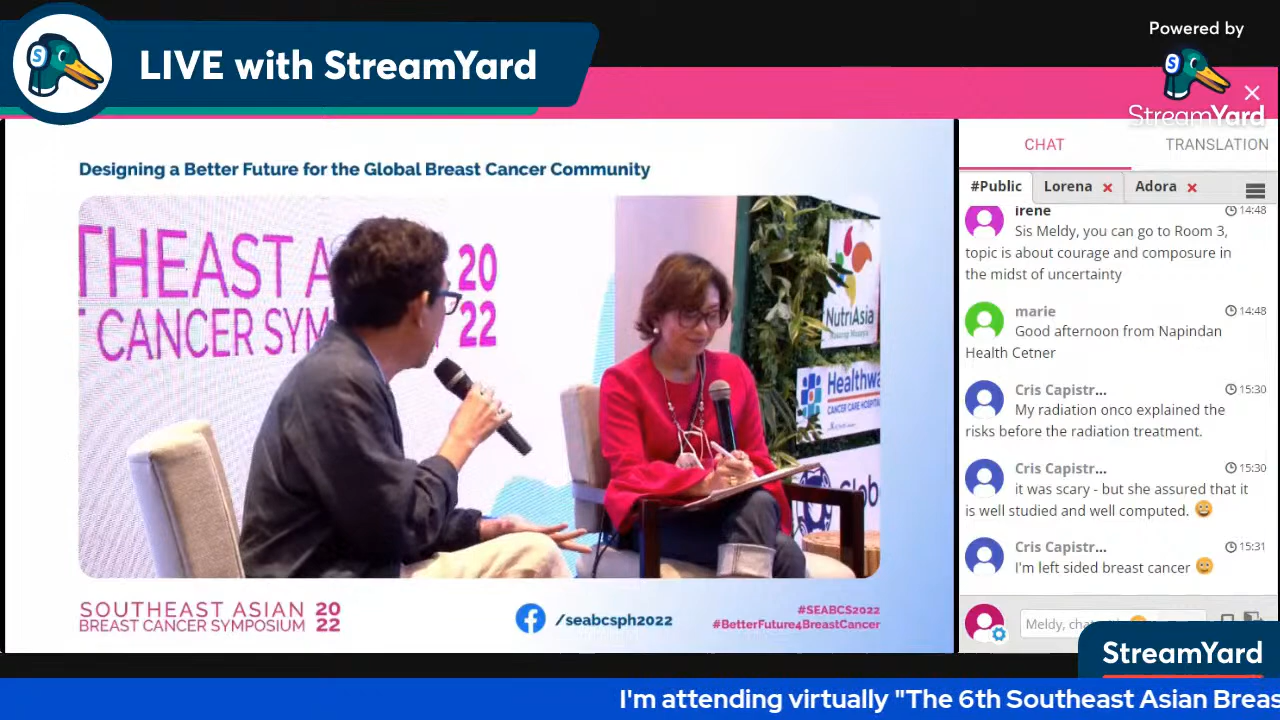 LIVE with StreamYard
Powered by
StreamYard
CHAT
TRANSLATION
Designing a Better Future for the Global Breast Cancer Community
THEAST A 20
CANCER SYM 22
NutriAsia
Healthwa
CANCER CARE HOSPITA
Glob
SOUTHEAST ASIAN 20
BREAST CANCER SYMPOSIUM 22
/seabcsph2022
#SEABCS2022
#BetterFuture4BreastCancer
#Public Lorena × Adora ×
irene 14:48
Sis Meldy, you can go to Room 3,
topic is about courage and composure in
the midst of uncertainty
marie 14:48
Good afternoon from Napindan
Health Cetner
Cris Capistr... 15:30
My radiation onco explained the
risks before the radiation treatment.
Cris Capistr... 15:30
it was scary - but she assured that it
is well studied and well computed.
Cris Capistr... 15:31
I'm left sided breast cancer
Meldy, cha
StreamYard
I'm attending virtually "The 6th Southeast Asian Breas